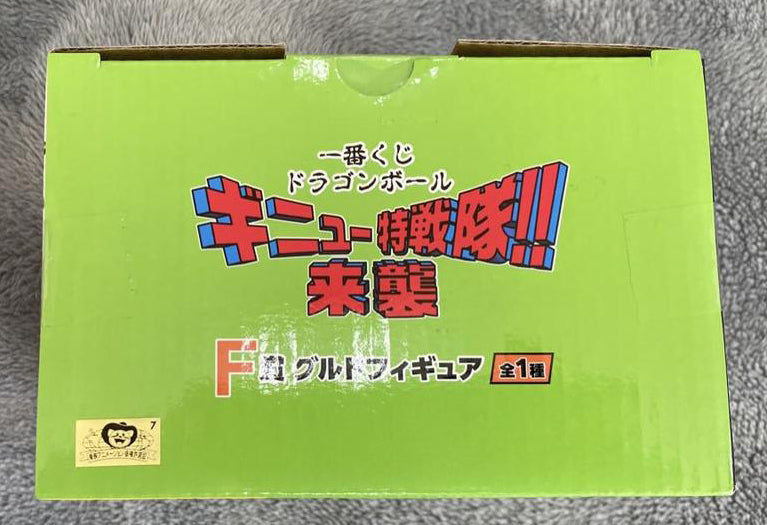 一番くじ
ドラゴンボール
ギニュー特戦隊!!
来襲
F賞 グルドフィギュア 全1種
7